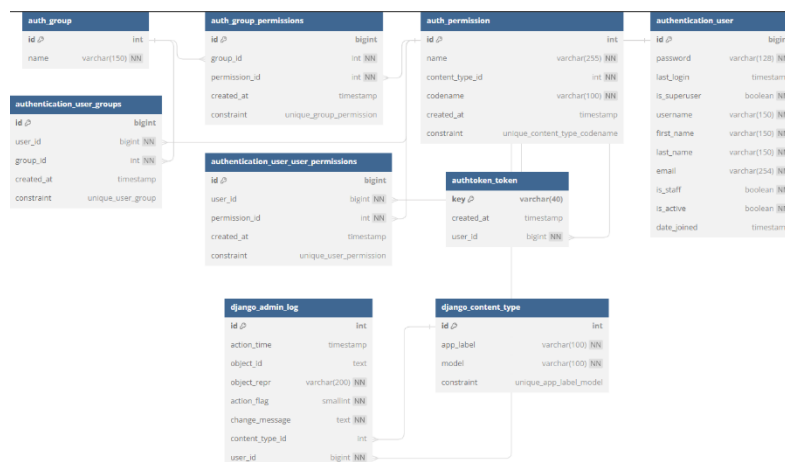 auth_group
id int
name varchar(150) NN
auth_group_permissions
id bigint
group_id int NN
permission_id int NN
created_at timestamp
constraint unique_group_permission
auth_permission
id int
name varchar(255) NN
content_type_id int NN
codename varchar(100) NN
created_at timestamp
constraint unique_content_type_codename
authentication_user
id bigin
password varchar(128) NN
last_login timestam
is_superuser boolean NN
username varchar(150) NN
first_name varchar(150) NN
last_name varchar(150) NN
email varchar(254) NN
is_staff boolean NN
is_active boolean NN
date_joined timestam
authentication_user_groups
id bigint
user_id bigint NN
group_id int NN
created_at timestamp
constraint unique_user_group
authentication_user_user_permissions
id bigint
user_id bigint NN
permission_id int NN
created_at timestamp
constraint unique_user_permission
authtoken_token
key varchar(40)
created_at timestamp
user_id bigint NN
django_admin_log
id int
action_time timestamp
object_id text
object_repr varchar(200) NN
action_flag smallint NN
change_message text NN
content_type_id int
user_id bigint NN
django_content_type
id int
app_label varchar(100) NN
model varchar(100) NN
constraint unique_app_label_model